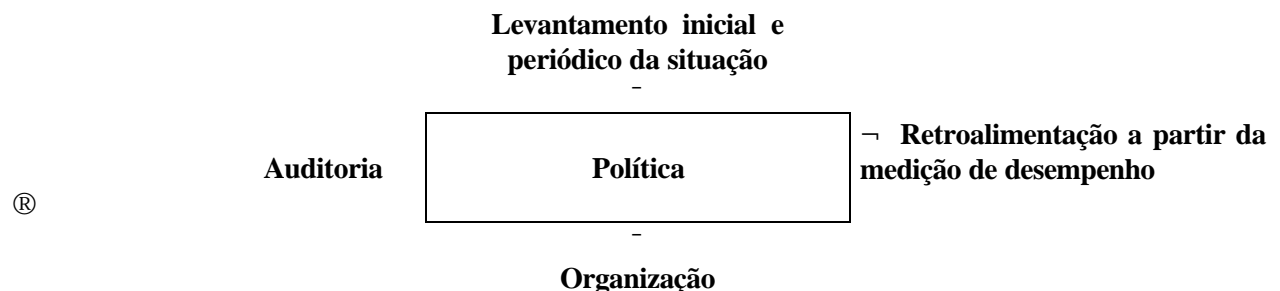 Levantamento inicial e
periódico da situação
-
¬ Retroalimentação a partir da
Auditoria Política medição de desempenho
®
-
Organização